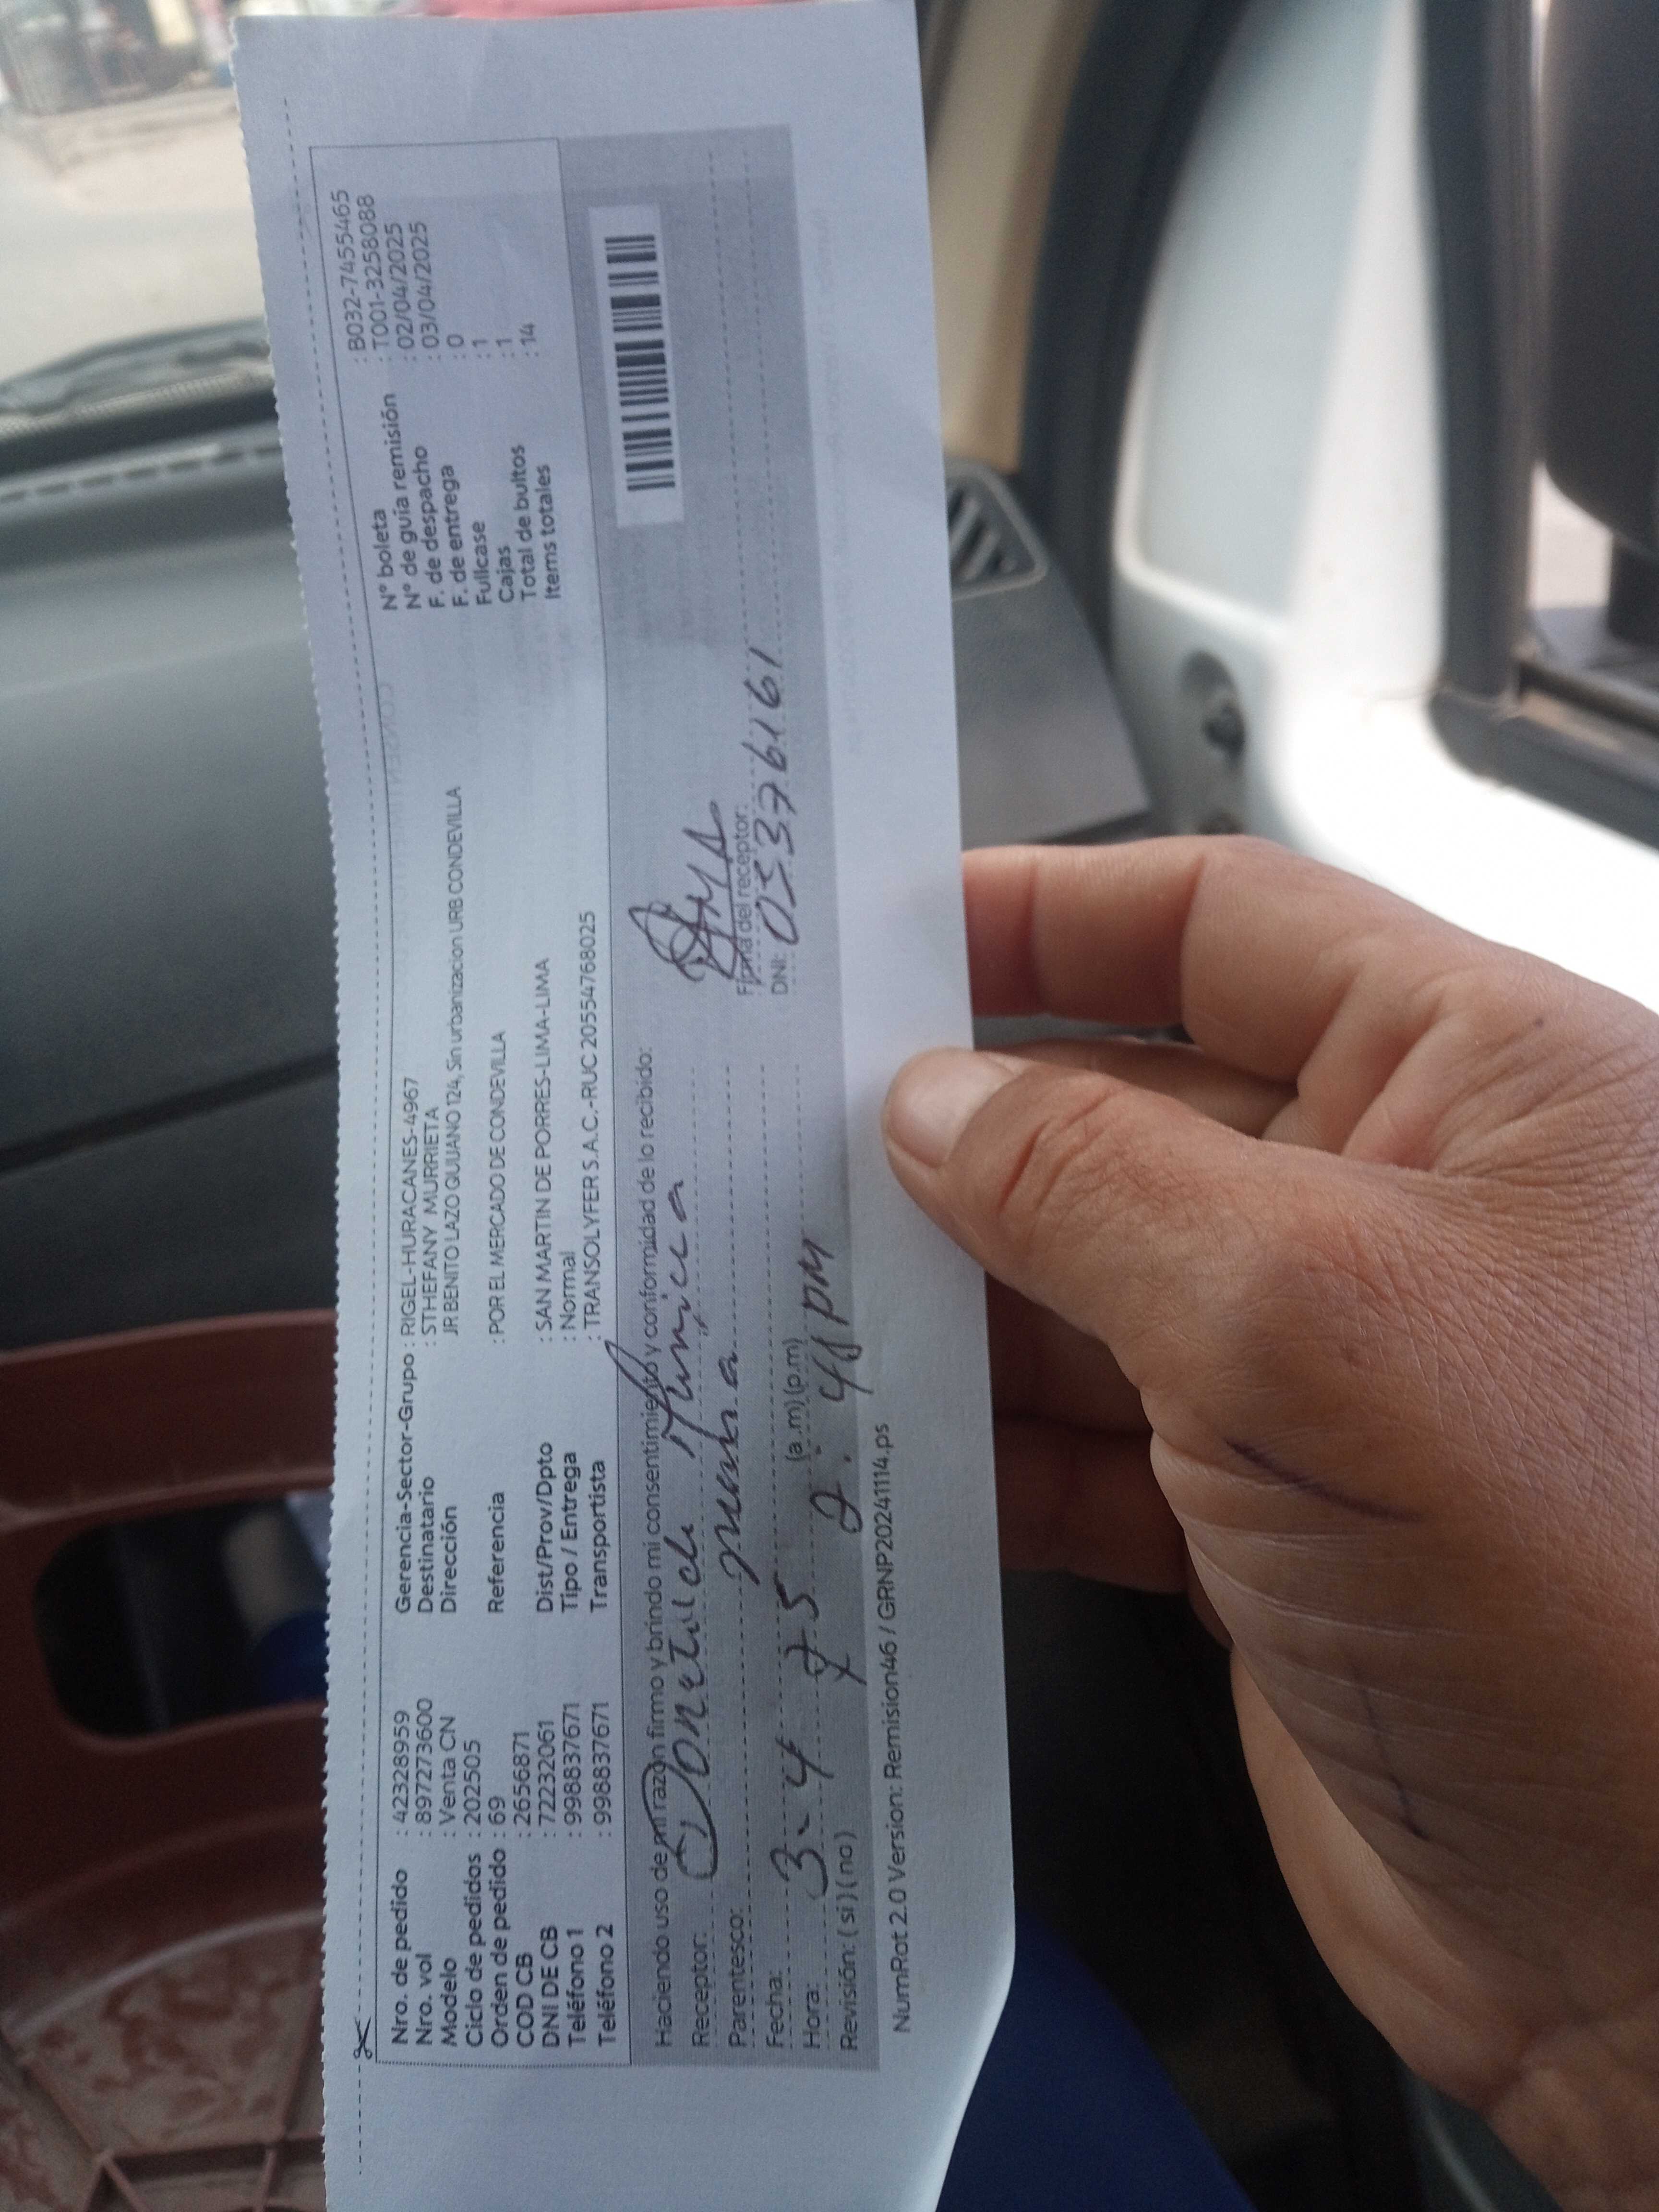 Nro. de pedido : 42328959
Nro. vol : 8972773600
Modelo : Venta CN
Ciclo de pedidos : 202505
Orden de pedido : 69
COD CB : 2656871
DNI DE CB : 72232061
Teléfono 1 : 998837671
Teléfono 2 : 998837671
Gerencia-Sector-Grupo : RIGEL-HURACANES-4967
Destinatario : STHEFANY MURRIETA
Dirección JR BENITO LAZO QUIJANO 124, Sin urbanizacion URB CONDEVILLA
Referencia : POR EL MERCADO DE CONDEVILLA
Dist/Prov/Dpto : SAN MARTIN DE PORRES-LIMA-LIMA
Tipo / Entrega : Normal
Transportista : TRANSOLYFER S.A.C.-RUC 20554768025
N° boleta : B032-7455465
N° de guía remisión : T001-3258088
F. de despacho : 02/04/2025
F. de entrega : 03/04/2025
Fullcase : 0
Cajas : 1
Total de bultos : 1
Items totales : 14
Haciendo uso de mi razón firmo y brindo mi consentimiento y conformidad de lo recibido:
Receptor:
Parentesco: mama
Fecha: 3-4 25
Hora: (a.m)(p.m) 2:41 pm
Revisión: ( si ) ( no )
Firma del receptor:
DNI: 05376161
NumRot 2.0 Version: Remision46 / GRNP20241114.ps